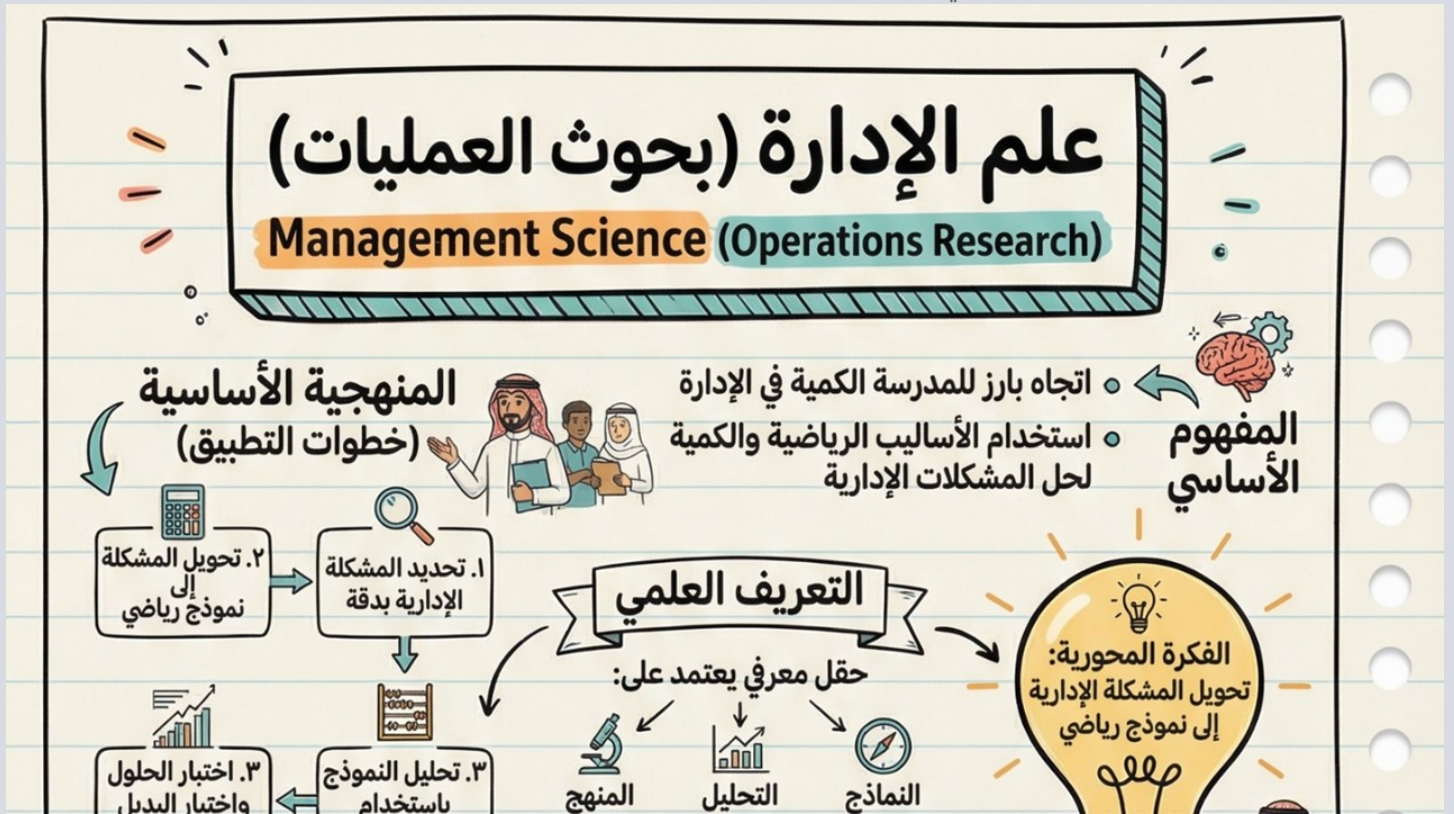 علم الإدارة (بحوث العمليات)
Management Science (Operations Research)
المفهوم
الأساسي
اتجاه بارز للمدرسة الكمية في الإدارة
استخدام الأساليب الرياضية والكمية
لحل المشكلات الإدارية
المنهجية الأساسية
(خطوات التطبيق)
١. تحديد المشكلة
الإدارية بدقة
٢. تحويل المشكلة
إلى
نموذج رياضي
٣. تحليل النموذج
باستخدام
٣. اختبار الحلول
واختبار البديل
التعريف العلمي
حقل معرفي يعتمد على:
النماذج
التحليل
المنهج
الفكرة المحورية:
تحويل المشكلة الإدارية
إلى نموذج رياضي